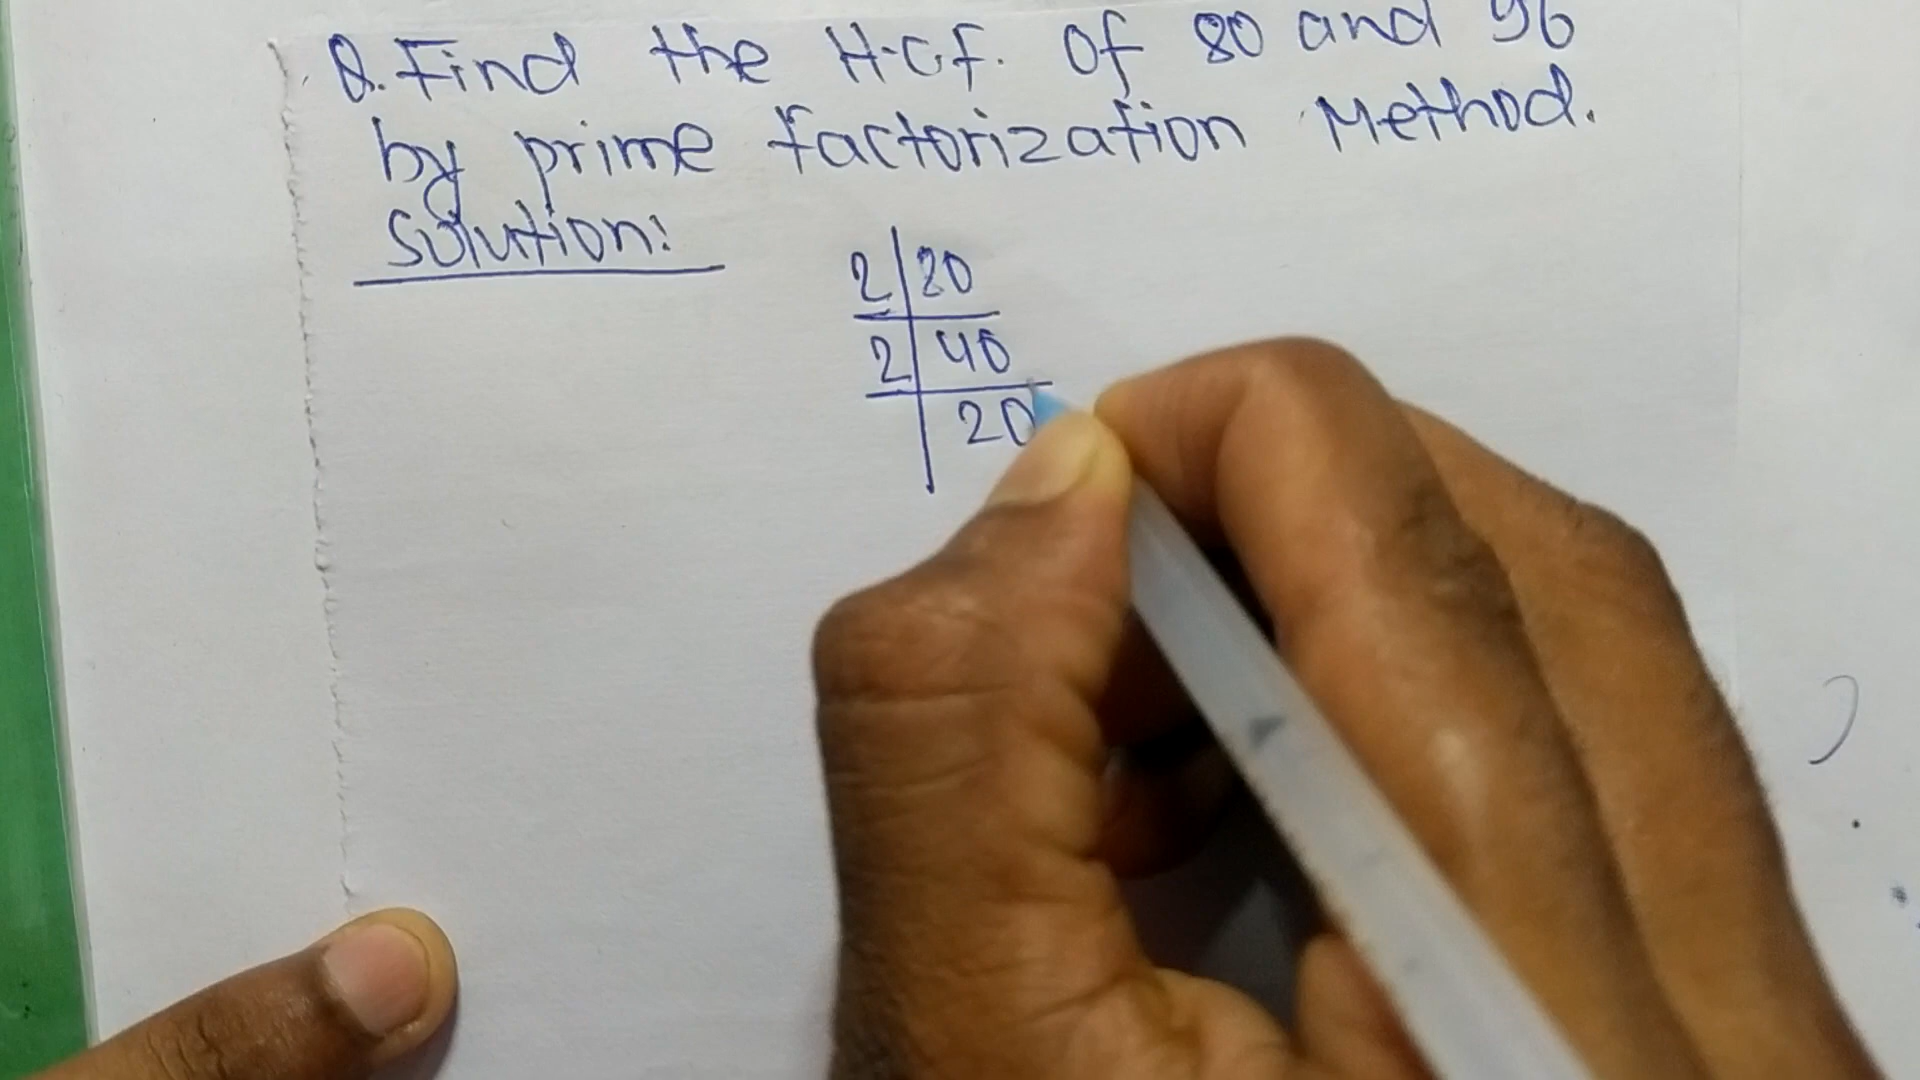 Q. Find the H.C.F. Of 80 and 96
by prime factorization Method.
Solution:
2 80
2 40
20